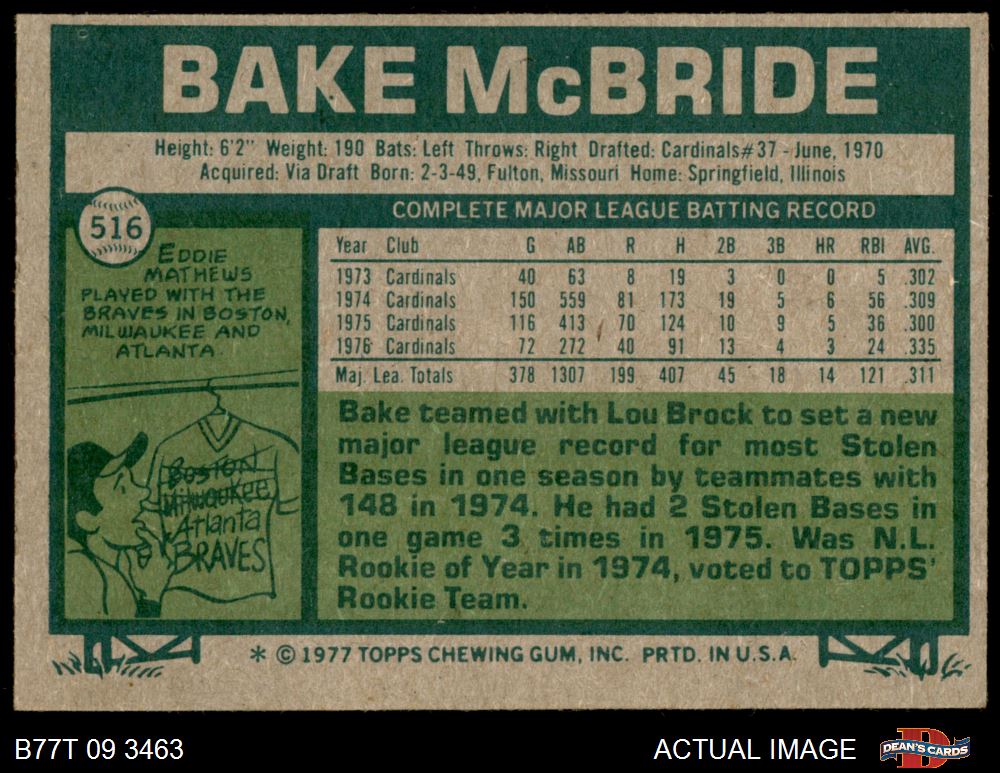 BAKE McBRIDE
Height: 6'2" Weight: 190 Bats: Left Throws: Right Drafted: Cardinals#37 - June, 1970
Acquired: Via Draft Born: 2-3-49, Fulton, Missouri Home: Springfield, Illinois
516
EDDIE
MATHEWS
PLAYED WITH THE
BRAVES IN BOSTON,
MILWAUKEE AND
ATLANTA.
BOSTON
MILWAUKEE
Atlanta
BRAVES
COMPLETE MAJOR LEAGUE BATTING RECORD
Year Club G AB R H 2B 3B HR RBI AVG.
1973 Cardinals 40 63 8 19 3 0 0 5 .302
1974 Cardinals 150 559 81 173 19 5 6 56 .309
1975 Cardinals 116 413 70 124 10 9 5 36 .300
1976 Cardinals 72 272 40 91 13 4 3 24 .335
Maj. Lea. Totals 378 1307 199 407 45 18 14 121 .311
Bake teamed with Lou Brock to set a new
major league record for most Stolen
Bases in one season by teammates with
148 in 1974. He had 2 Stolen Bases in
one game 3 times in 1975. Was N.L.
Rookie of Year in 1974, voted to TOPPS'
Rookie Team.
* © 1977 TOPPS CHEWING GUM, INC. PRTD. IN U.S.A.
B77T 09 3463
ACTUAL IMAGE
DEAN'S CARDS